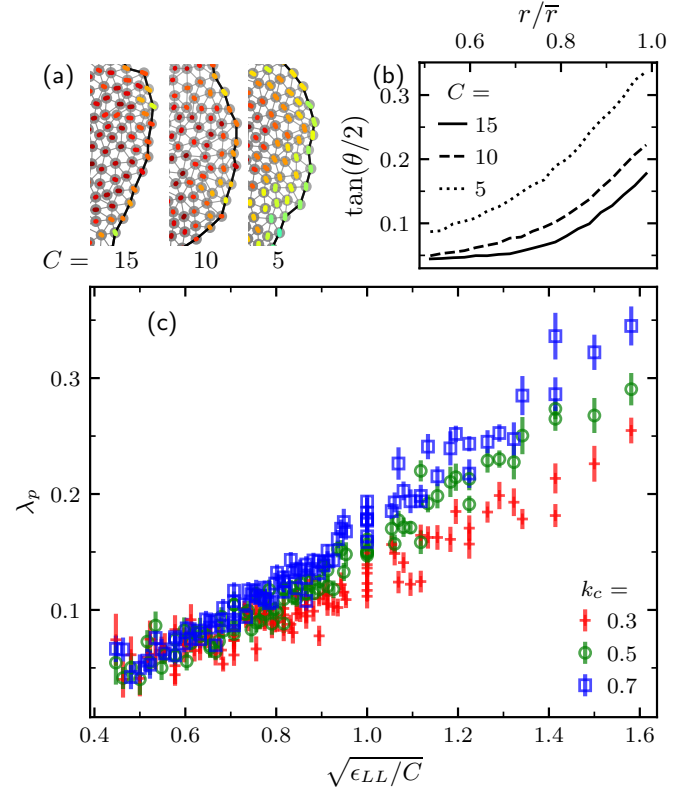 (a)
C = 15 10 5
r/r̅
0.6 0.8 1.0
(b)
tan(θ/2)
0.3
0.2
0.1
C =
15
10
5
(c)
λp
0.3
0.2
0.1
kc =
0.3
0.5
0.7
0.4 0.6 0.8 1.0 1.2 1.4 1.6
√ϵLL/C